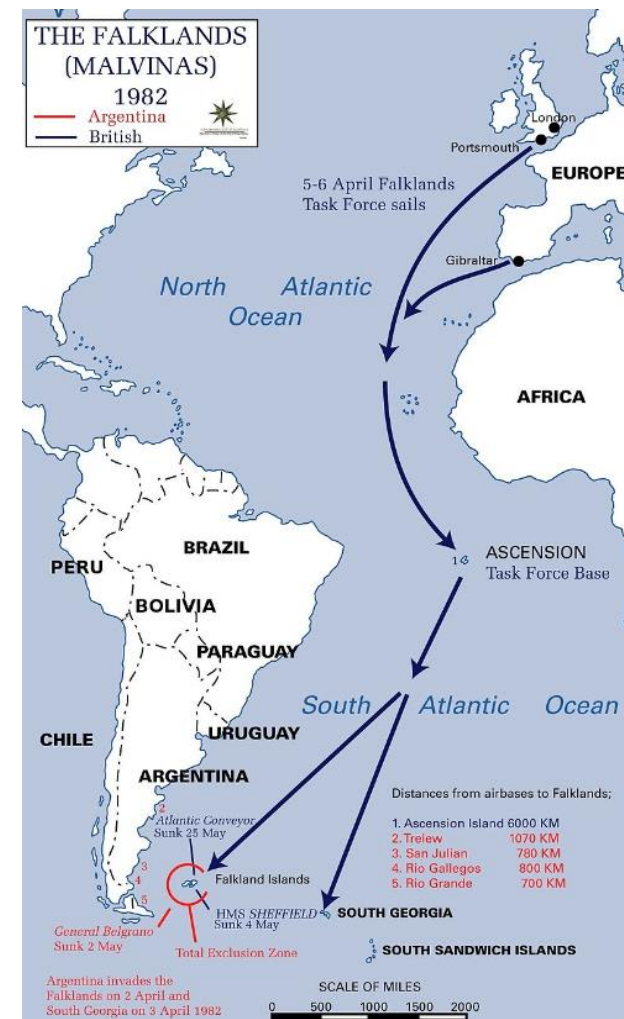 THE FALKLANDS
(MALVINAS)
1982
Argentina
British
London
Portsmouth
EUROPE
5-6 April Falklands
Task Force sails
Gibraltar
North Atlantic
Ocean
AFRICA
BRAZIL
ASCENSION
1
PERU
Task Force Base
BOLIVIA
PARAGUAY
South Atlantic Ocean
URUGUAY
CHILE
ARGENTINA
Distances from airbases to Falklands;
1. Ascension Island 6000 KM
2. Trelew 1070 KM
3. San Julian 780 KM
4. Rio Gallegos 800 KM
5. Rio Grande 700 KM
2
Atlantic Conveyor
Sunk 25 May
3
4
5
Falkland Islands
HMS SHEFFIELD
Sunk 4 May
SOUTH GEORGIA
General Belgrano
Sunk 2 May
Total Exclusion Zone
SOUTH SANDWICH ISLANDS
Argentina invades the
Falklands on 2 April and
South Georgia on 3 April 1982
SCALE OF MILES
0 500 1000 1500 2000